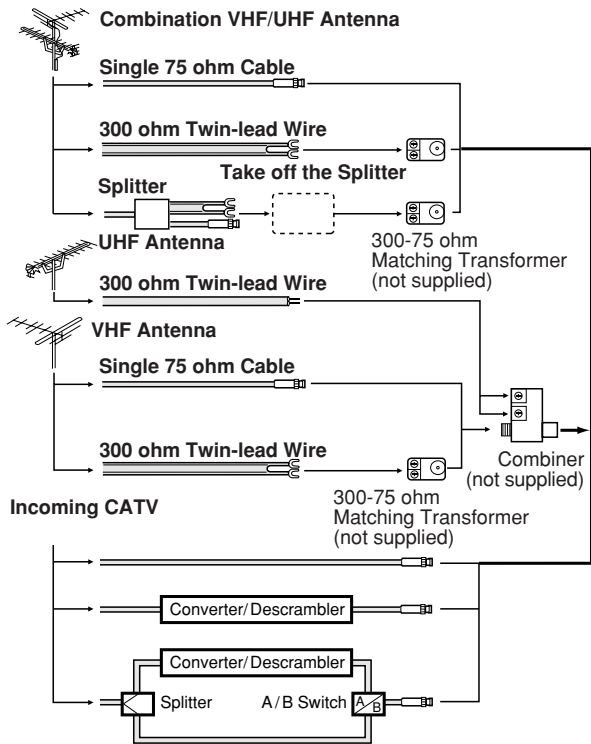 Combination VHF/UHF Antenna
Single 75 ohm Cable
300 ohm Twin-lead Wire
Take off the Splitter
Splitter
300-75 ohm
Matching Transformer
(not supplied)
UHF Antenna
300 ohm Twin-lead Wire
VHF Antenna
Single 75 ohm Cable
300 ohm Twin-lead Wire
Combiner
(not supplied)
300-75 ohm
Matching Transformer
(not supplied)
Incoming CATV
Converter/Descrambler
Converter/Descrambler
Splitter
A/B Switch
A
B